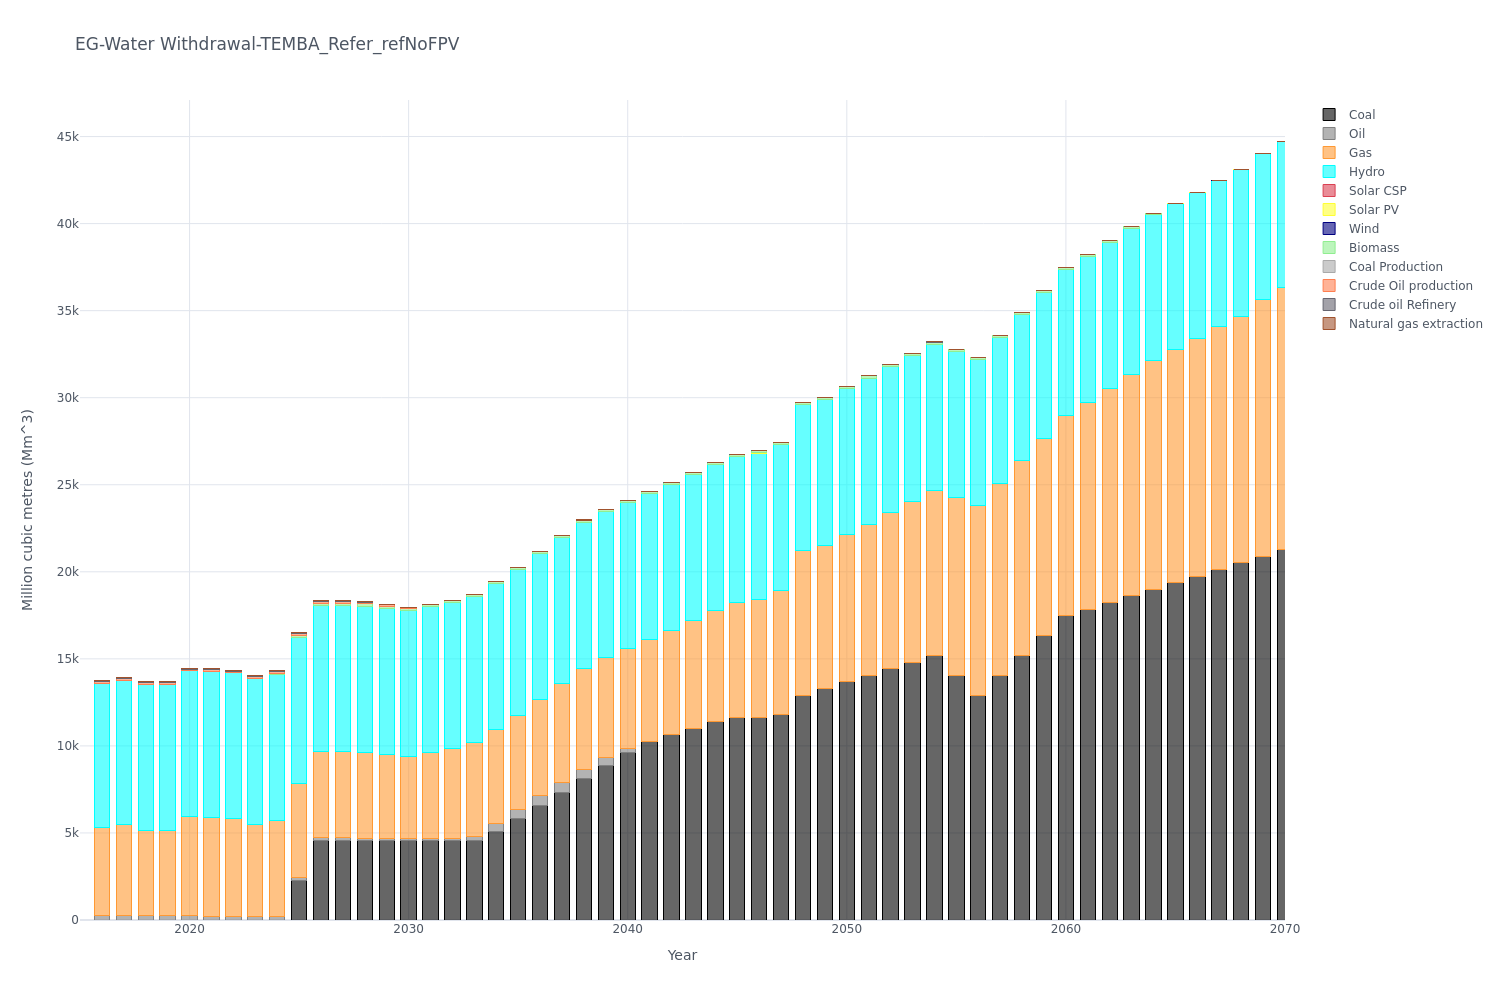 EG-Water Withdrawal-TEMBA_Refer_refNoFPV
Coal
Oil
Gas
Hydro
Solar CSP
Solar PV
Wind
Biomass
Coal Production
Crude Oil production
Crude oil Refinery
Natural gas extraction
45k
40k
35k
30k
25k
20k
15k
10k
5k
0
Million cubic metres (Mm^3)
2020
2030
2040
2050
2060
2070
Year